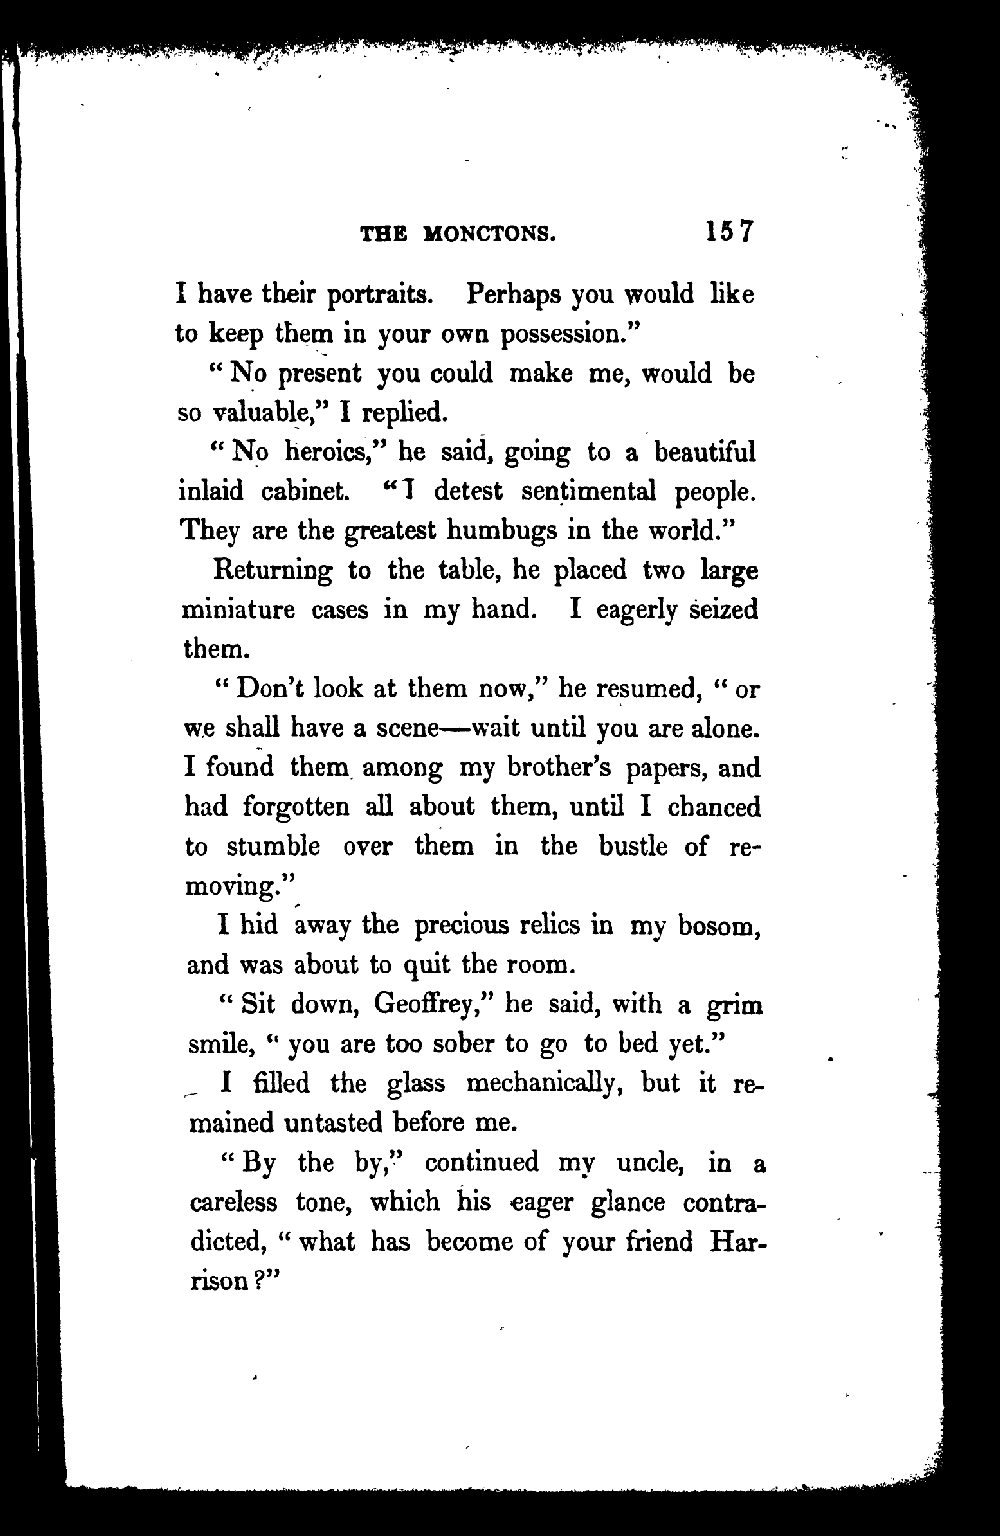 THE MONCTONS. 157
I have their portraits. Perhaps you would like
to keep them in your own possession.”
“ No present you could make me, would be
so valuable,” I replied.
“ No heroics,” he said, going to a beautiful
inlaid cabinet. “I detest sentimental people.
They are the greatest humbugs in the world.”
Returning to the table, he placed two large
miniature cases in my hand. I eagerly seized
them.
“ Don’t look at them now,” he resumed, “ or
we shall have a scene—wait until you are alone.
I found them among my brother’s papers, and
had forgotten all about them, until I chanced
to stumble over them in the bustle of re-
moving.”
I hid away the precious relics in my bosom,
and was about to quit the room.
“ Sit down, Geoffrey,” he said, with a grim
smile, “ you are too sober to go to bed yet.”
I filled the glass mechanically, but it re-
mained untasted before me.
“ By the by,” continued my uncle, in a
careless tone, which his eager glance contra-
dicted, “ what has become of your friend Har-
rison ?”